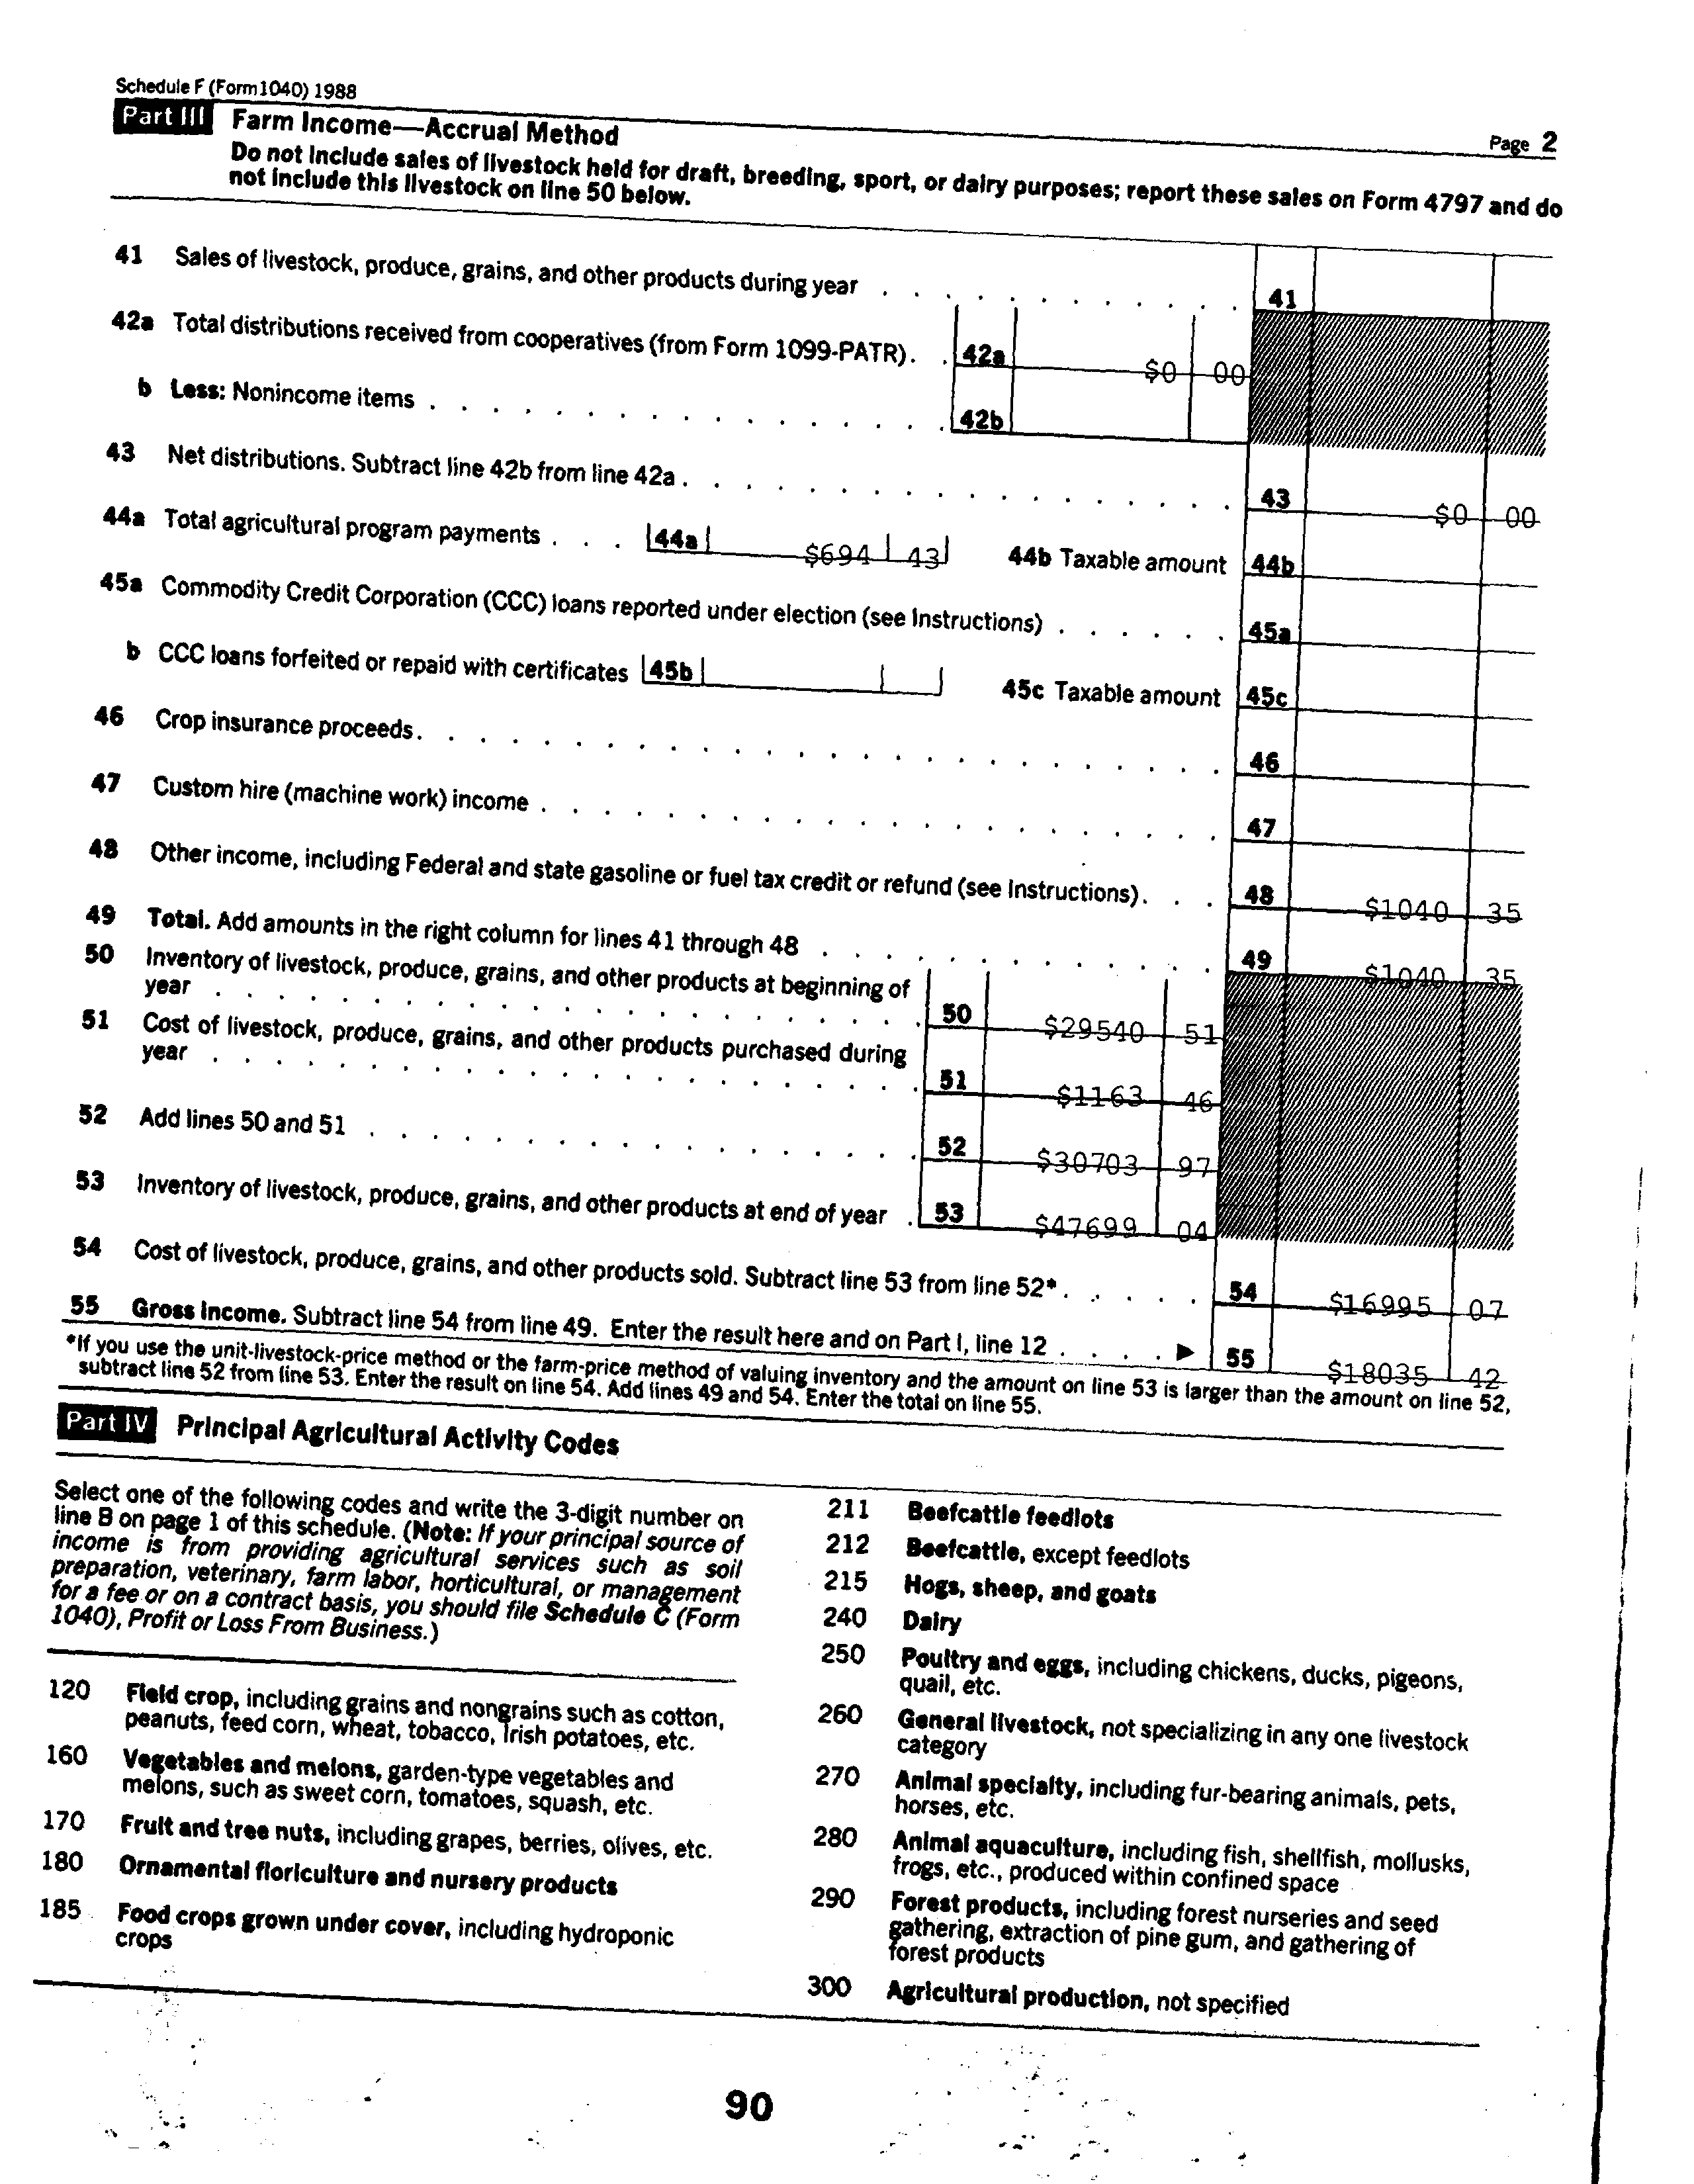 Schedule F (Form 1040) 1988
Page 2
Part III Farm Income—Accrual Method
Do not include sales of livestock held for draft, breeding, sport, or dairy purposes; report these sales on Form 4797 and do
not include this livestock on line 50 below.
41 Sales of livestock, produce, grains, and other products during year . . . . . . . . . . . . 41
42a Total distributions received from cooperatives (from Form 1099-PATR). . 42a $0 00
b Less: Nonincome items . . . . . . . . . . . . . . . . . 42b
43 Net distributions. Subtract line 42b from line 42a . . . . . . . . . . . . . . . . . . 43 $0 00
44a Total agricultural program payments . . . 44a $694 43 44b Taxable amount 44b
45a Commodity Credit Corporation (CCC) loans reported under election (see Instructions) . . . . . . 45a
b CCC loans forfeited or repaid with certificates 45b 45c Taxable amount 45c
46 Crop insurance proceeds. . . . . . . . . . . . . . . . . . . . . . . . . . 46
47 Custom hire (machine work) income . . . . . . . . . . . . . . . . . . . . . . 47
48 Other income, including Federal and state gasoline or fuel tax credit or refund (see Instructions). . . 48 $1040 35
49 Total. Add amounts in the right column for lines 41 through 48 . . . . . . . . . . . . . 49 $1040 35
50 Inventory of livestock, produce, grains, and other products at beginning of
year . . . . . . . . . . . . . . . . . . . . . . . 50 $29540 51
51 Cost of livestock, produce, grains, and other products purchased during
year . . . . . . . . . . . . . . . . . . . . . . . 51 $1163 46
52 Add lines 50 and 51 . . . . . . . . . . . . . . . . . . 52 $30703 97
53 Inventory of livestock, produce, grains, and other products at end of year . 53 $47699 04
54 Cost of livestock, produce, grains, and other products sold. Subtract line 53 from line 52* . . . . . 54 $16995 07
55 Gross income. Subtract line 54 from line 49. Enter the result here and on Part I, line 12 . . . . ▶ 55 $18035 42
*If you use the unit-livestock-price method or the farm-price method of valuing inventory and the amount on line 53 is larger than the amount on line 52,
subtract line 52 from line 53. Enter the result on line 54. Add lines 49 and 54. Enter the total on line 55.
Part IV Principal Agricultural Activity Codes
Select one of the following codes and write the 3-digit number on
line B on page 1 of this schedule. (Note: If your principal source of
income is from providing agricultural services such as soil
preparation, veterinary, farm labor, horticultural, or management
for a fee or on a contract basis, you should file Schedule C (Form
1040), Profit or Loss From Business.)
120 Field crop, including grains and nongrains such as cotton,
peanuts, feed corn, wheat, tobacco, Irish potatoes, etc.
160 Vegetables and melons, garden-type vegetables and
melons, such as sweet corn, tomatoes, squash, etc.
170 Fruit and tree nuts, including grapes, berries, olives, etc.
180 Ornamental floriculture and nursery products
185 Food crops grown under cover, including hydroponic
crops
211 Beefcattle feedlots
212 Beefcattle, except feedlots
215 Hogs, sheep, and goats
240 Dairy
250 Poultry and eggs, including chickens, ducks, pigeons,
quail, etc.
260 General livestock, not specializing in any one livestock
category
270 Animal specialty, including fur-bearing animals, pets,
horses, etc.
280 Animal aquaculture, including fish, shellfish, mollusks,
frogs, etc., produced within confined space
290 Forest products, including forest nurseries and seed
gathering, extraction of pine gum, and gathering of
forest products
300 Agricultural production, not specified
90